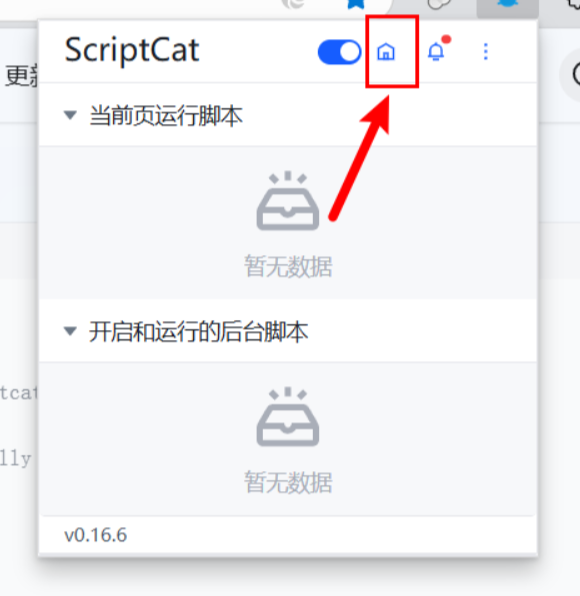 ScriptCat
更新
当前页运行脚本
暂无数据
开启和运行的后台脚本
tcat
暂无数据
lly
v0.16.6